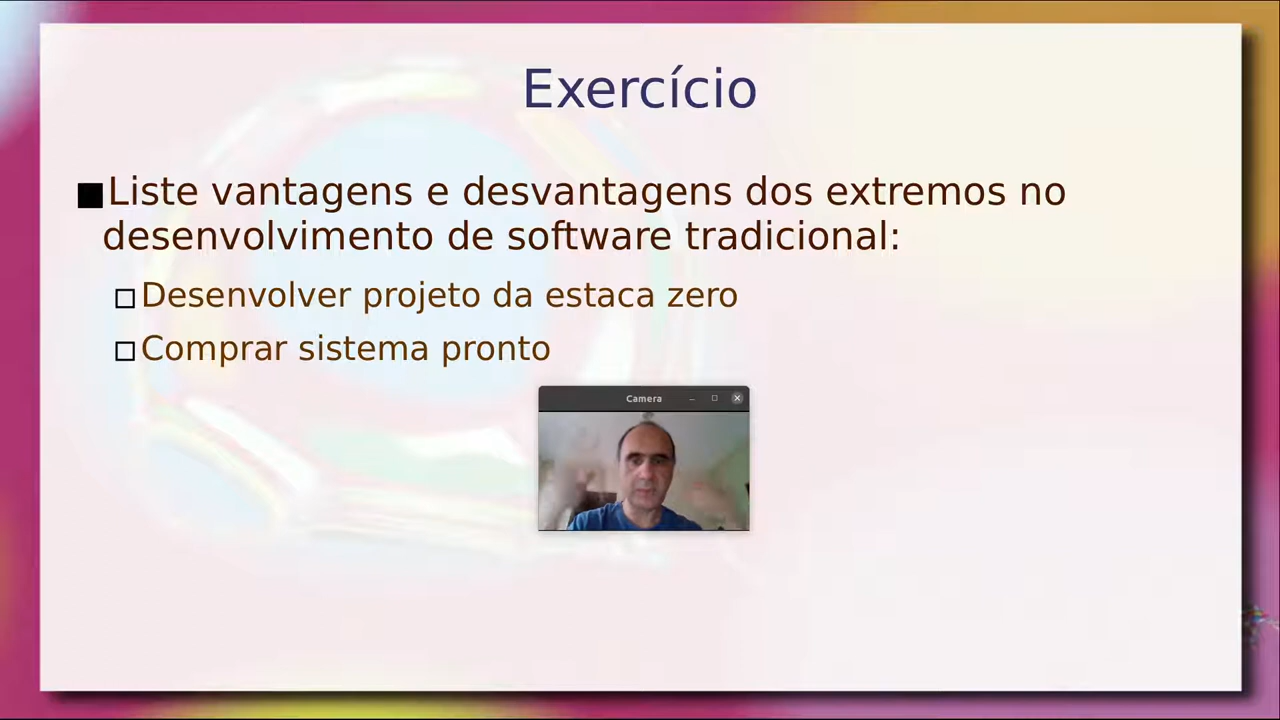 Exercício
Liste vantagens e desvantagens dos extremos no
desenvolvimento de software tradicional:
Desenvolver projeto da estaca zero
Comprar sistema pronto
Camera